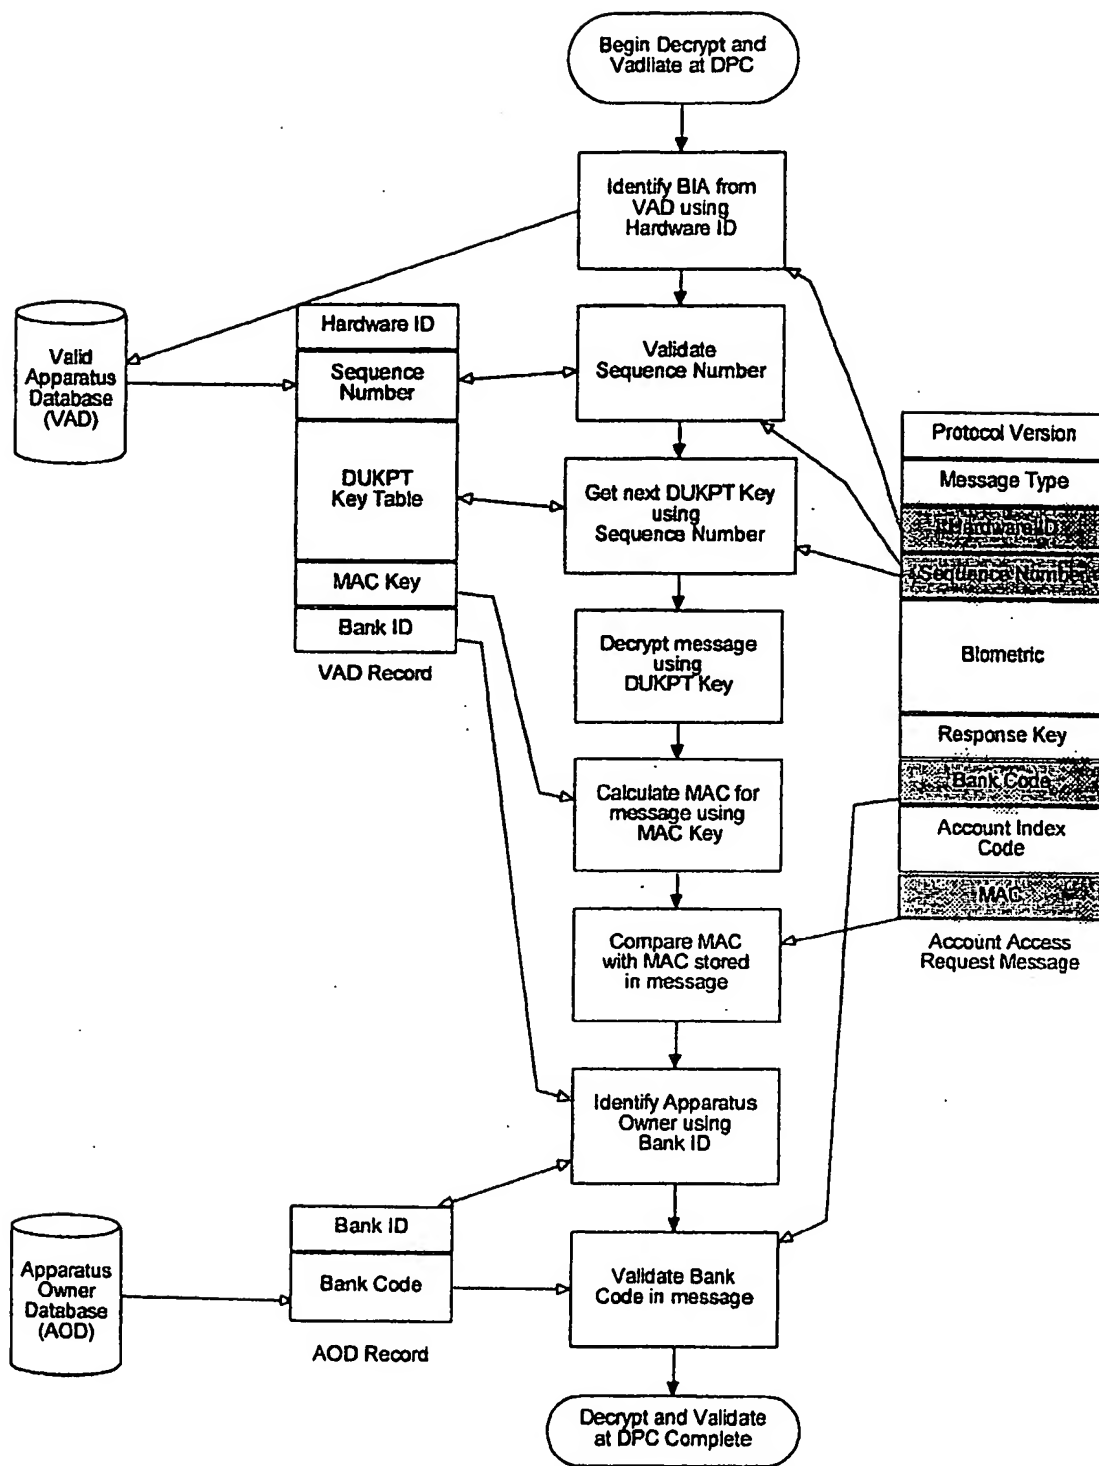 Begin Decrypt and
Vadliate at DPC
Identify BIA from
VAD using
Hardware ID
Valid
Apparatus
Database
(VAD)
Hardware ID
Sequence
Number
DUKPT
Key Table
MAC Key
Bank ID
VAD Record
Validate
Sequence Number
Get next DUKPT Key
using
Sequence Number
Decrypt message
using
DUKPT Key
Calculate MAC for
message using
MAC Key
Compare MAC
with MAC stored
in message
Identify Apparatus
Owner using
Bank ID
Validate Bank
Code in message
Decrypt and Validate
at DPC Complete
Protocol Version
Message Type
Hardware ID
Sequence Number
Biometric
Response Key
Bank Code
Account Index
Code
MAC
Account Access
Request Message
Apparatus
Owner
Database
(AOD)
Bank ID
Bank Code
AOD Record